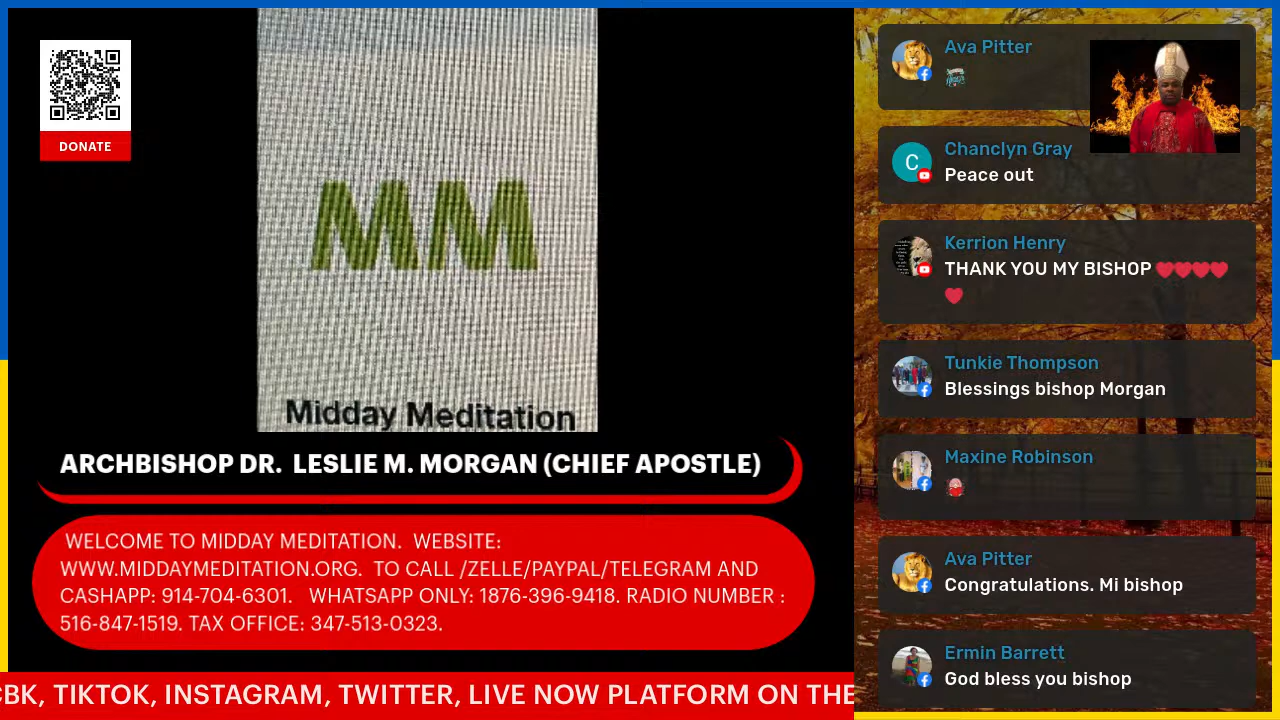 DONATE
MM
Midday Meditation
ARCHBISHOP DR. LESLIE M. MORGAN (CHIEF APOSTLE)
WELCOME TO MIDDAY MEDITATION. WEBSITE:
WWW.MIDDAYMEDITATION.ORG. TO CALL /ZELLE/PAYPAL/TELEGRAM AND
CASHAPP: 914-704-6301. WHATSAPP ONLY: 1876-396-9418. RADIO NUMBER :
516-847-1519. TAX OFFICE: 347-513-0323.
CBK, TIKTOK, INSTAGRAM, TWITTER, LIVE NOW PLATFORM ON THE
Ava Pitter
C
Chanclyn Gray
Peace out
Kerrion Henry
THANK YOU MY BISHOP ❤️❤️❤️❤️
❤️
Tunkie Thompson
Blessings bishop Morgan
Maxine Robinson
Ava Pitter
Congratulations. Mi bishop
Ermin Barrett
God bless you bishop